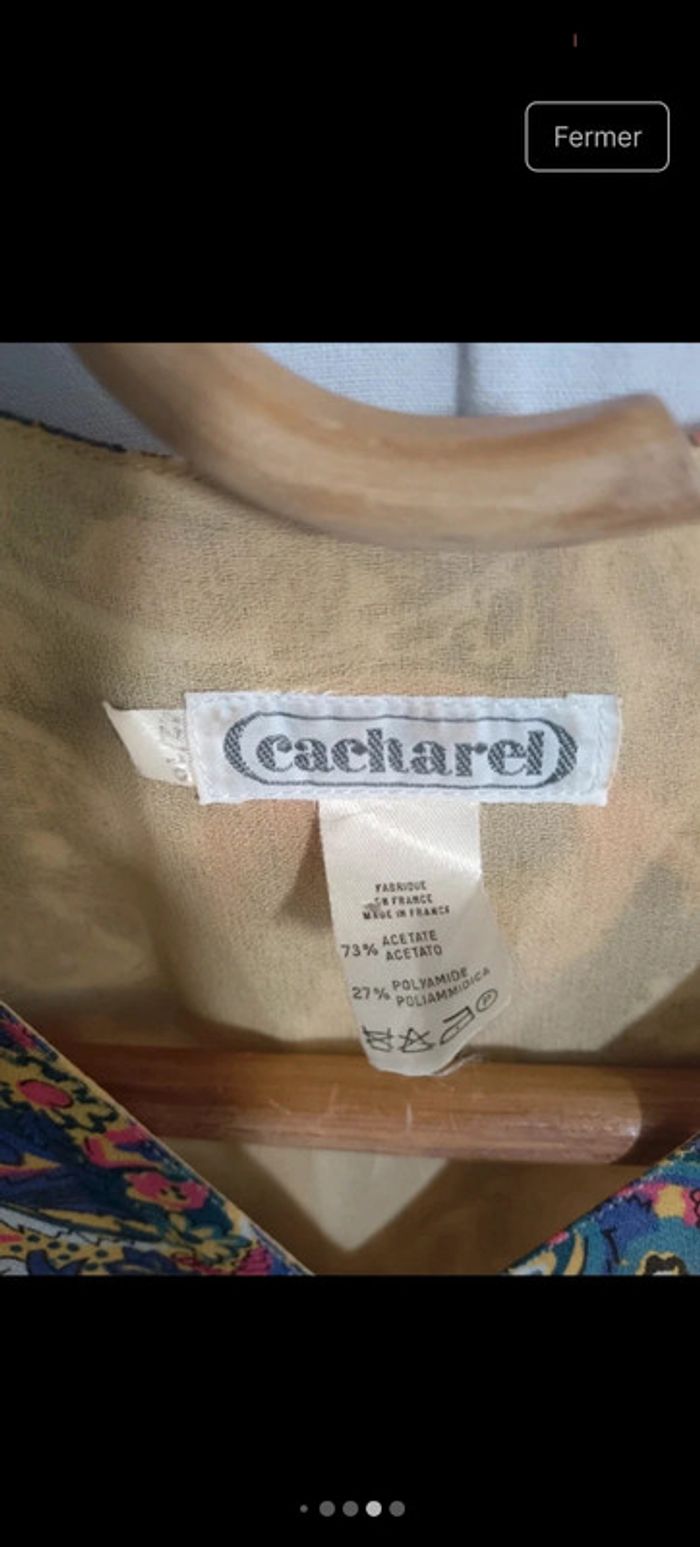 Fermer
cacharel
FABRIQUE
EN FRANCE
MADE IN FRANCE
73% ACETATE
ACETATO
27% POLYAMIDE
POLIAMMIDICA
P